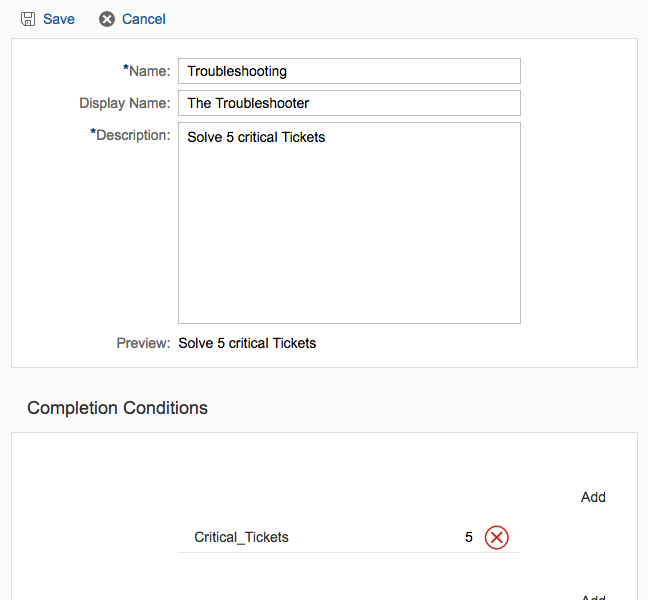 Save Cancel
*Name: Troubleshooting
Display Name: The Troubleshooter
*Description: Solve 5 critical Tickets
Preview: Solve 5 critical Tickets
Completion Conditions
Add
Critical_Tickets 5
Add